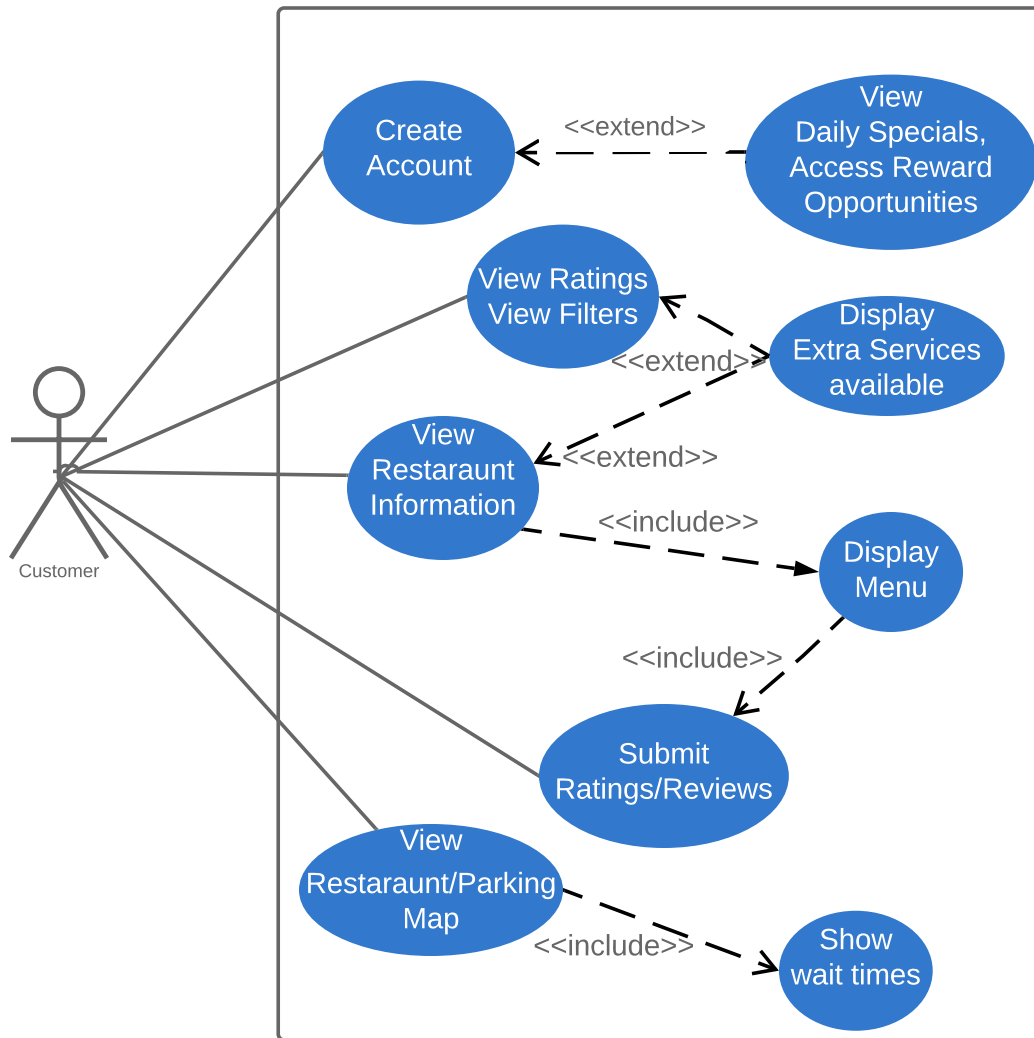 Create
Account
<<extend>>
View
Daily Specials,
Access Reward
Opportunities
View Ratings
View Filters
<<extend>>
Display
Extra Services
available
View
Restaraunt
Information
<<extend>>
<<include>>
Display
Menu
Customer
<<include>>
Submit
Ratings/Reviews
View
Restaraunt/Parking
Map
<<include>>
Show
wait times